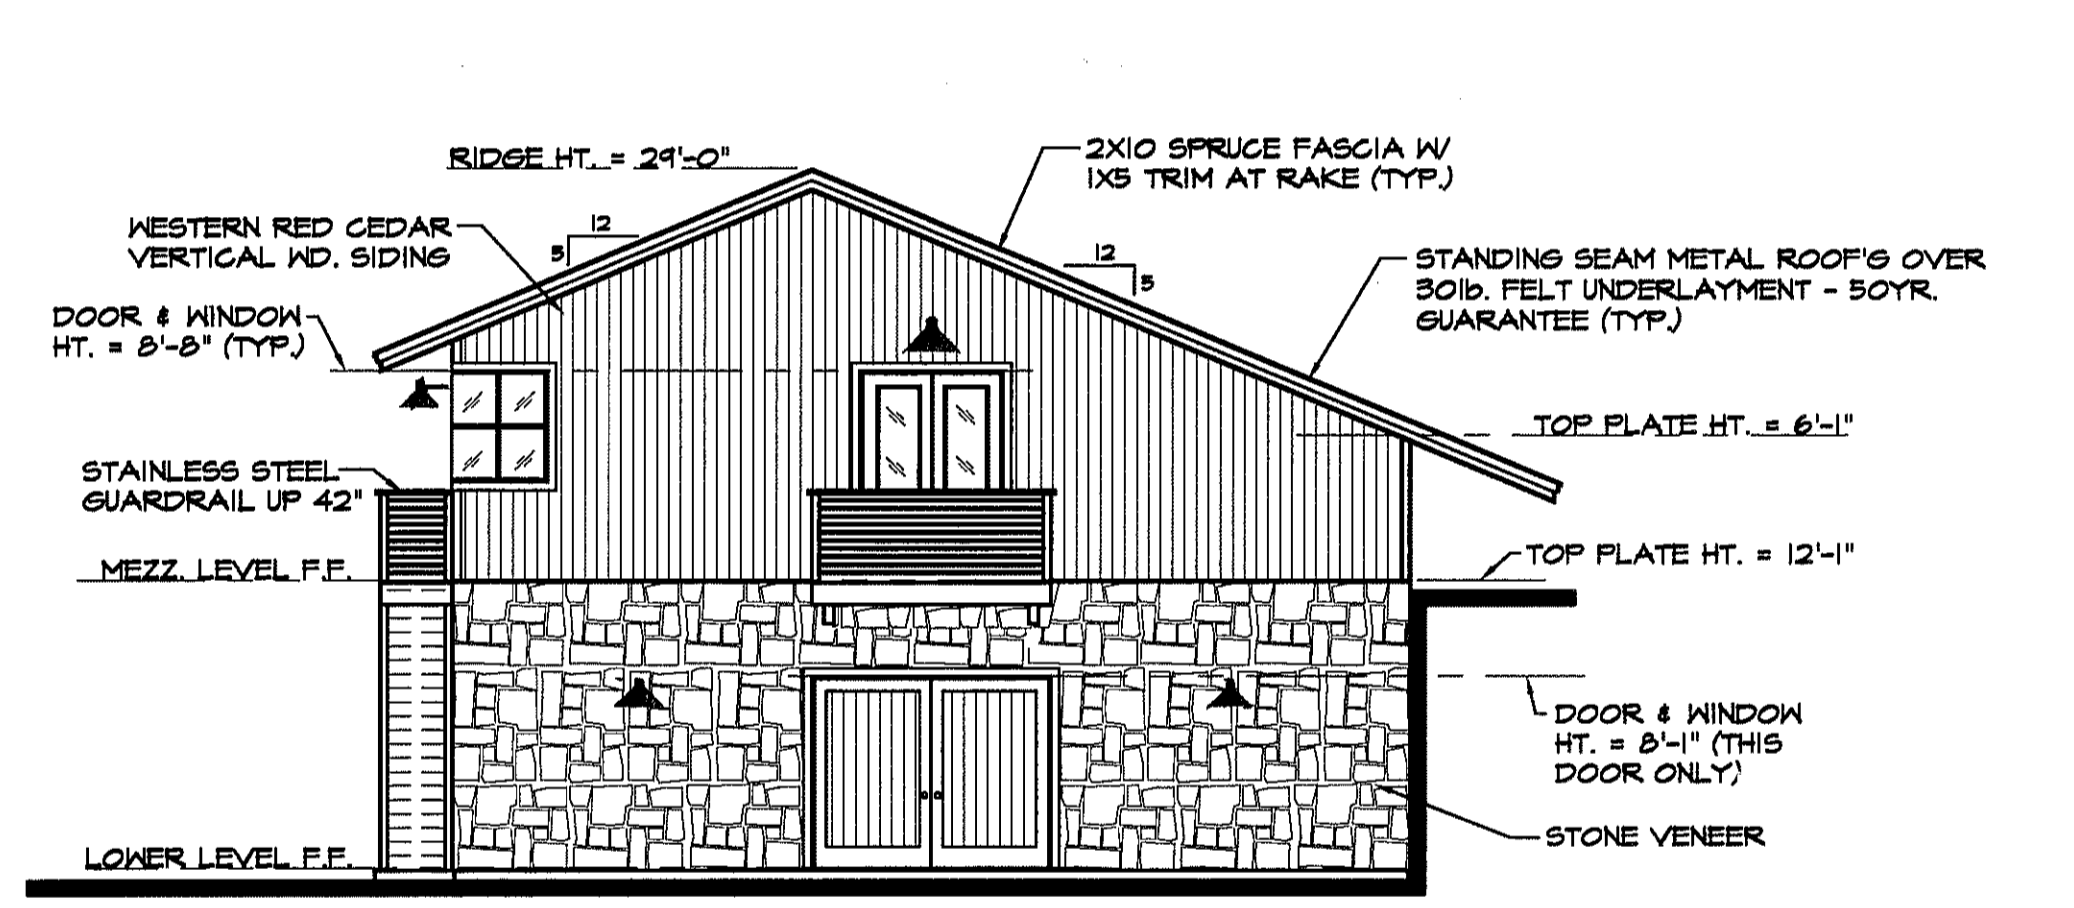 RIDGE HT. = 29'-0"
2X10 SPRUCE FASCIA W/
1X5 TRIM AT RAKE (TYP.)
WESTERN RED CEDAR
VERTICAL WD. SIDING
12
5
12
5
STANDING SEAM METAL ROOF'G OVER
30lb. FELT UNDERLAYMENT - 50YR.
GUARANTEE (TYP.)
DOOR & WINDOW
HT. = 8'-8" (TYP.)
TOP PLATE HT. = 6'-1"
STAINLESS STEEL
GUARDRAIL UP 42"
MEZZ. LEVEL F.F.
TOP PLATE HT. = 12'-1"
DOOR & WINDOW
HT. = 8'-1" (THIS
DOOR ONLY)
STONE VENEER
LOWER LEVEL F.F.